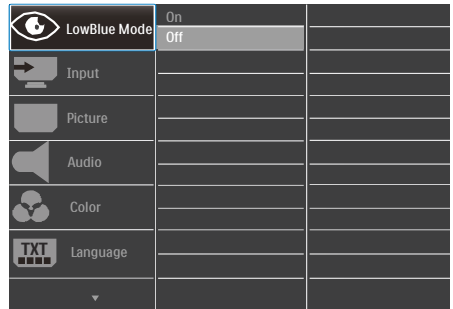 LowBlue Mode
On
Off
Input
Picture
Audio
Color
TXT
Language